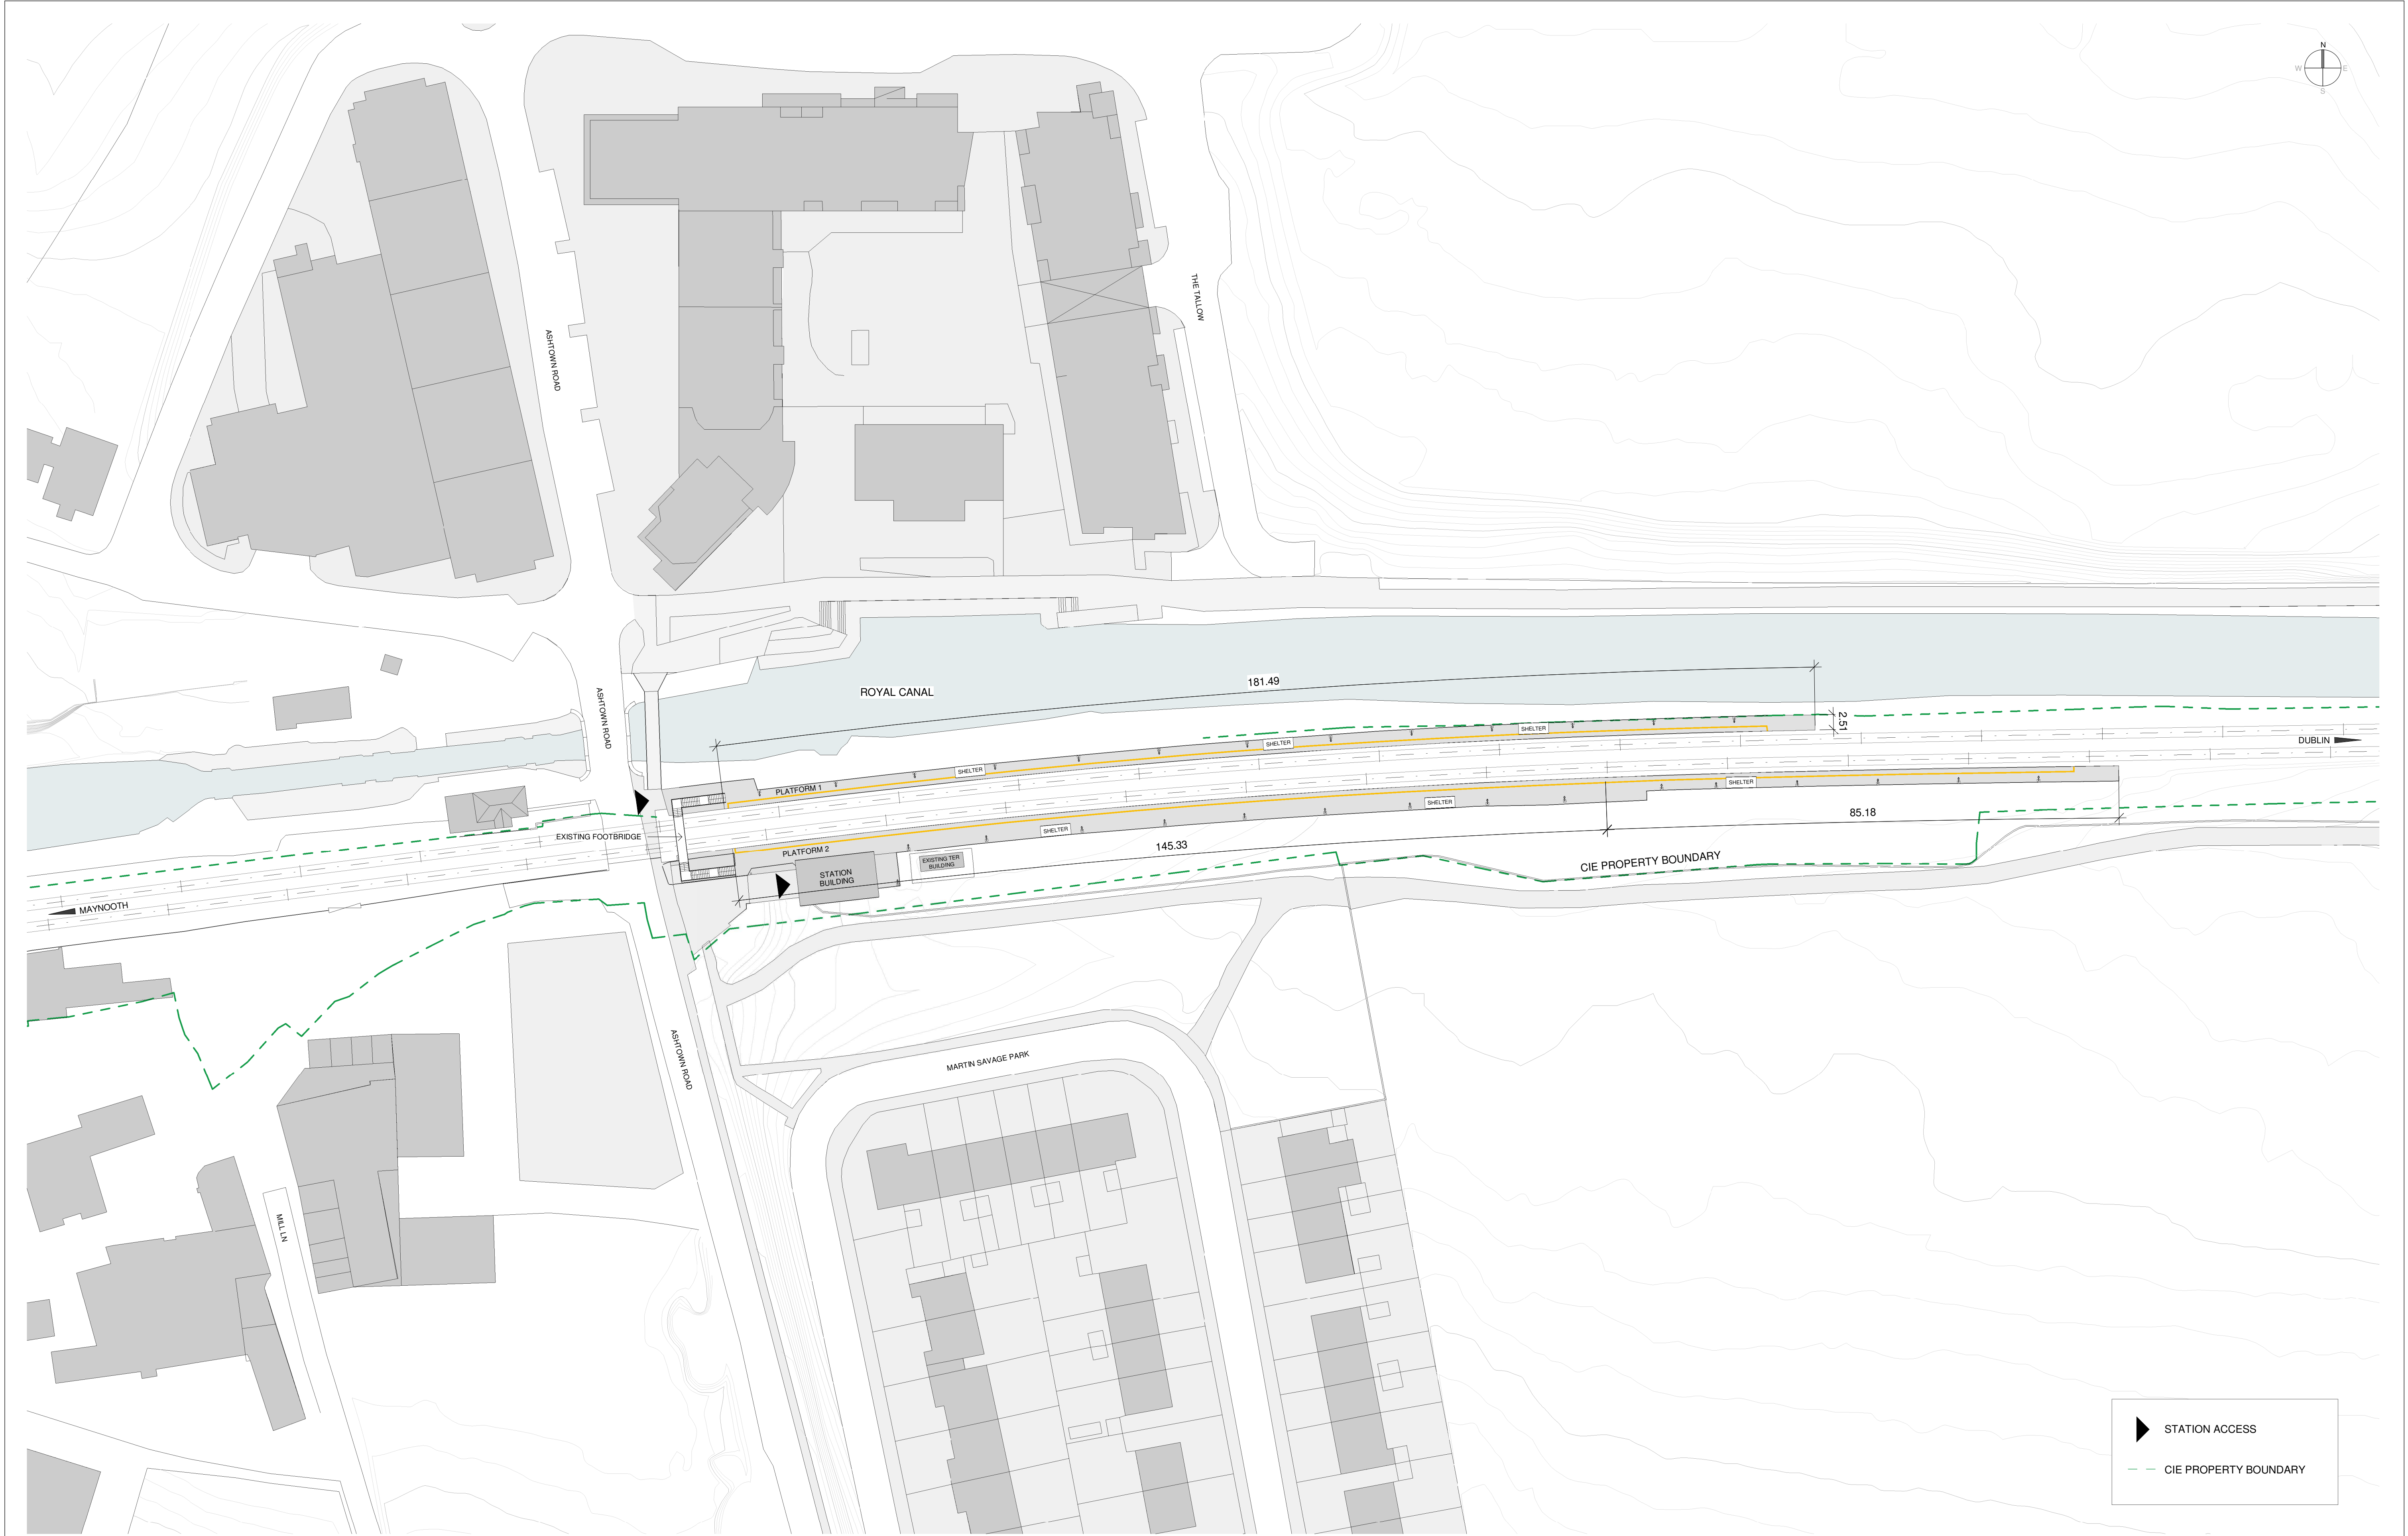 N
W E
S
THE TALLOW
ASHTOWN ROAD
181.49
ROYAL CANAL
ASHTOWN ROAD
2.51
SHELTER
SHELTER
SHELTER
DUBLIN
PLATFORM 1
SHELTER
SHELTER
SHELTER
85.18
EXISTING FOOTBRIDGE
145.33
PLATFORM 2
EXISTING TER
BUILDING
CIE PROPERTY BOUNDARY
STATION
BUILDING
MAYNOOTH
ASHTOWN ROAD
MARTIN SAVAGE PARK
MILL LN
STATION ACCESS
CIE PROPERTY BOUNDARY